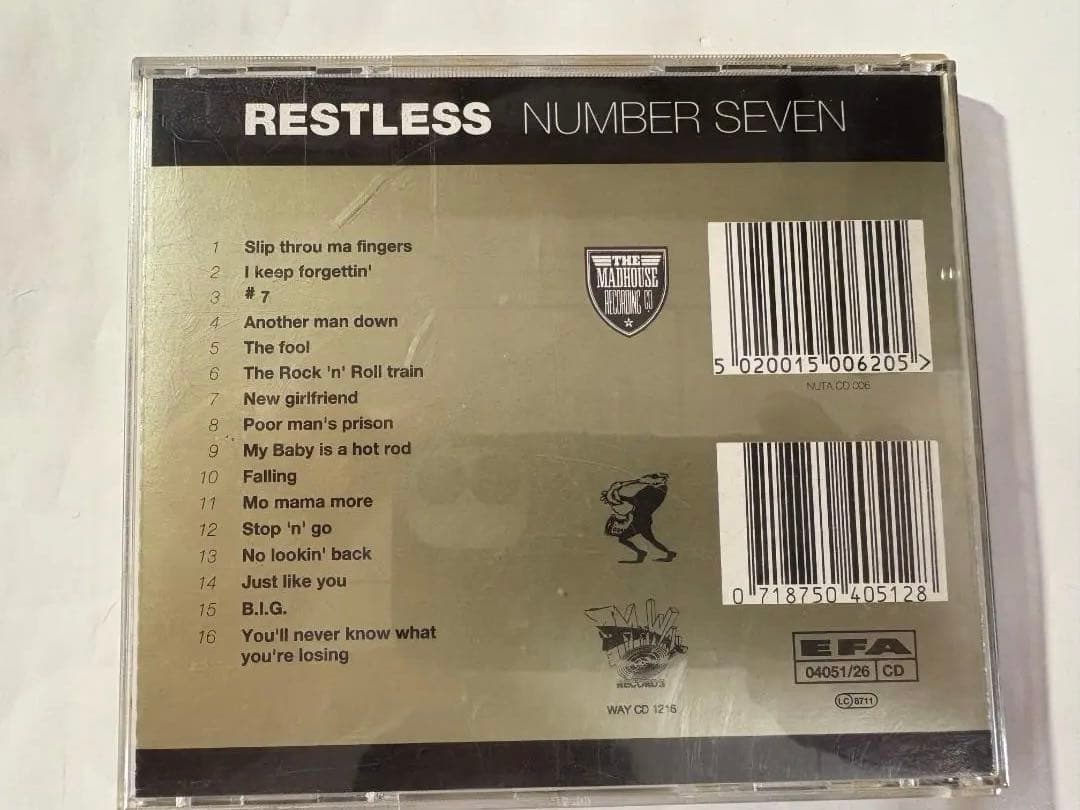 RESTLESS NUMBER SEVEN
1 Slip throu ma fingers
2 I keep forgettin'
3 # 7
4 Another man down
5 The fool
6 The Rock 'n' Roll train
7 New girlfriend
8 Poor man's prison
9 My Baby is a hot rod
10 Falling
11 Mo mama more
12 Stop 'n' go
13 No lookin' back
14 Just like you
15 B.I.G.
16 You'll never know what
you're losing
THE
MADHOUSE
RECORDING CO
5 020015 006205 >
NUTA CD 006
0 718750 405128
M.W.
RECORDS
WAY CD 1216
EFA
04051/26 CD
LC 8711